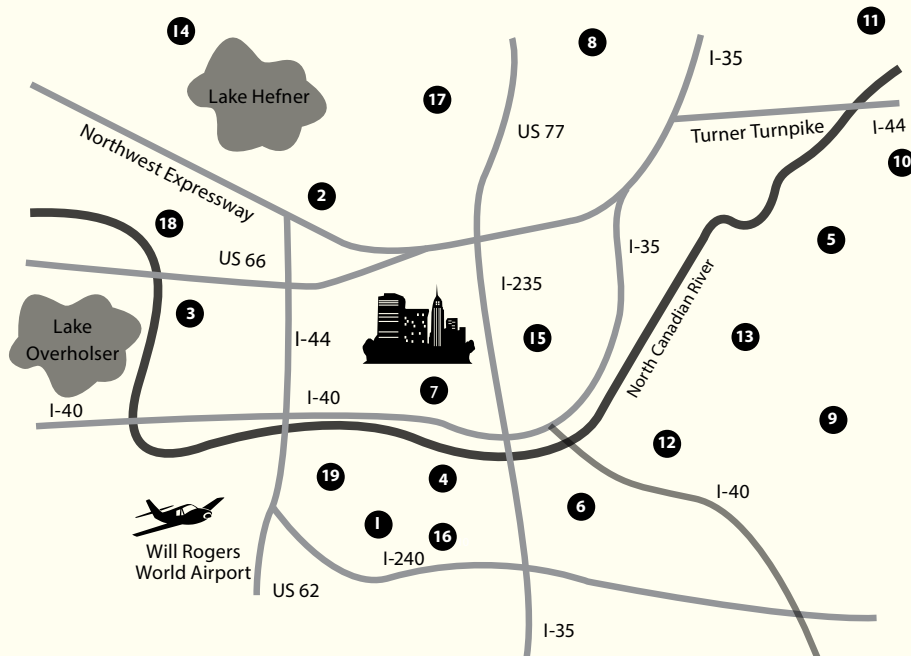 11
14
8
I-35
Lake Hefner
17
US 77
Turner Turnpike
I-44
Northwest Expressway
10
2
18
5
US 66
I-35
I-235
North Canadian River
3
Lake
Overholser
I-44
15
13
7
I-40
I-40
9
12
19
4
I-40
6
1
16
Will Rogers
World Airport
I-240
US 62
I-35